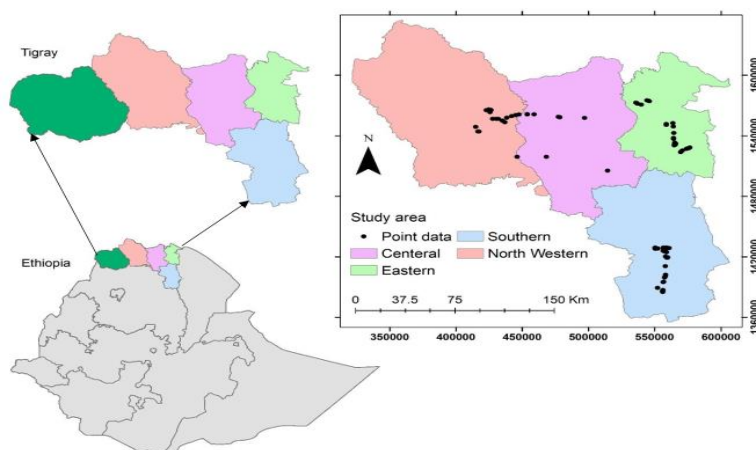 Tigray
Ethiopia
N
Study area
Point data
Centeral
Eastern
Southern
North Western
0 37.5 75 150 Km
350000 400000 450000 500000 550000 600000
1600000
1540000
1480000
1420000
1360000